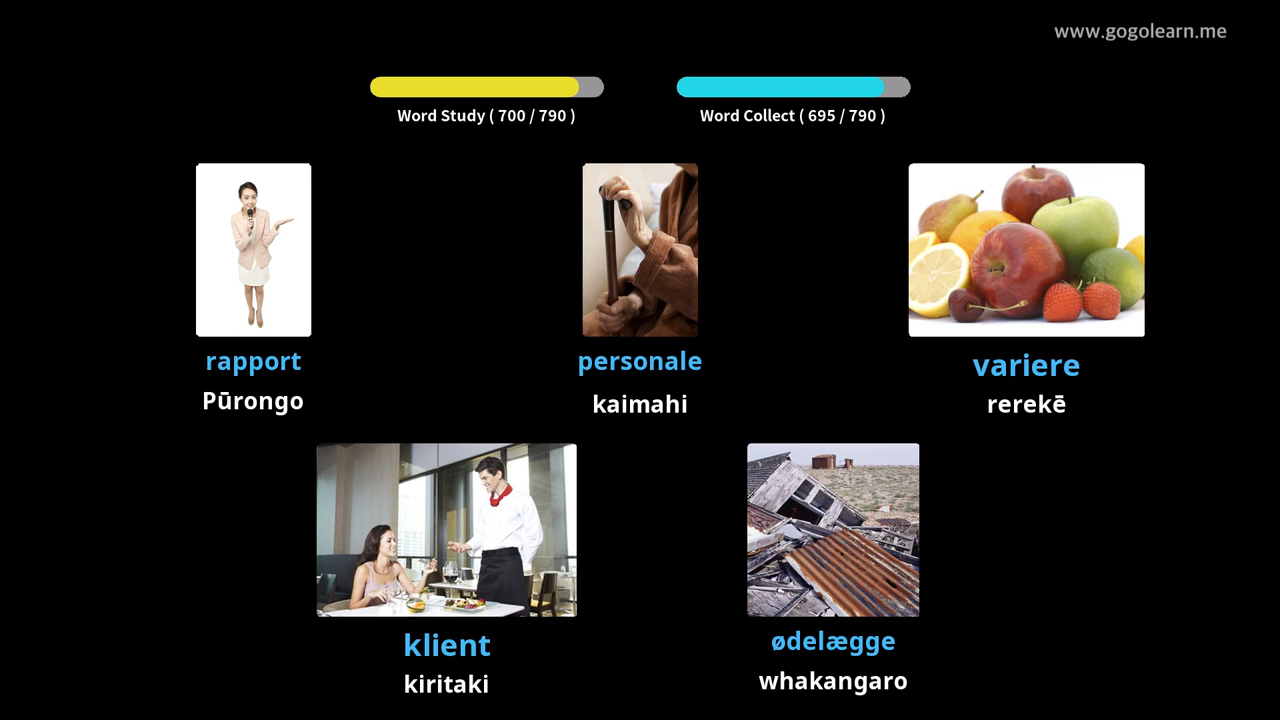 www.gogolearn.me
Word Study ( 700 / 790 )
Word Collect ( 695 / 790 )
rapport
Pūrongo
personale
kaimahi
variere
rerekē
klient
kiritaki
ødelægge
whakangaro